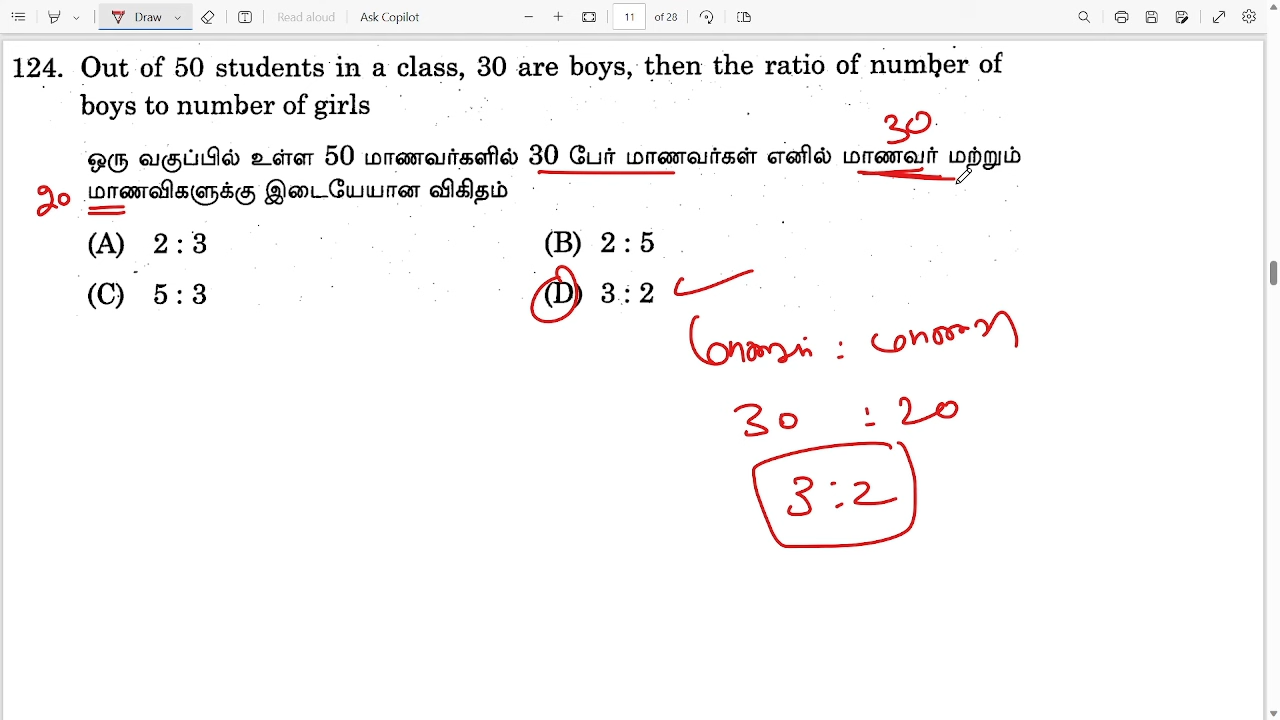 Draw
Read aloud
Ask Copilot
11 of 28
124. Out of 50 students in a class, 30 are boys, then the ratio of number of
boys to number of girls
30
ஒரு வகுப்பில் உள்ள 50 மாணவர்களில் 30 பேர் மாணவர்கள் எனில் மாணவர் மற்றும்
20 மாணவிகளுக்கு இடையேயான விகிதம்
(A) 2 : 3
(B) 2 : 5
(C) 5 : 3
(D) 3 : 2
மாணவர் : மாணவி
30 : 20
3 : 2